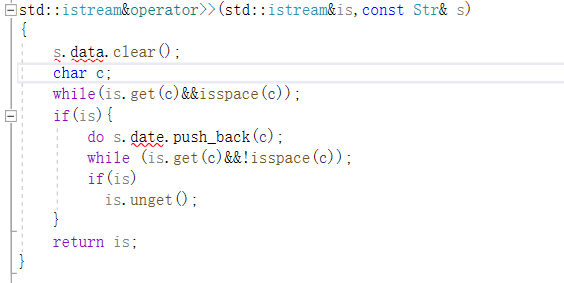 std::istream&operator>>(std::istream&is,const Str& s)
{
s.data.clear();
char c;
while(is.get(c)&&isspace(c));
if(is){
do s.date.push_back(c);
while (is.get(c)&&!isspace(c));
if(is)
is.unget();
}
return is;
}